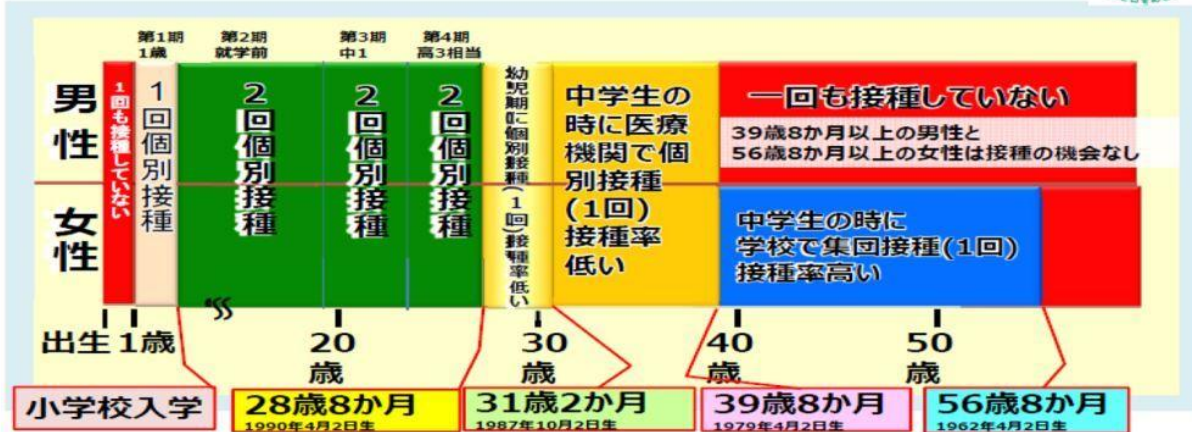 第1期
1歳
第2期
就学前
第3期
中1
第4期
高3相当
男性
女性
1回も接種していない
1回個別接種
2回個別接種
2回個別接種
2回個別接種
幼児期に個別接種(1回)接種率低い
中学生の
時に医療
機関で個
別接種
(1回)
接種率
低い
一回も接種していない
39歳8か月以上の男性と
56歳8か月以上の女性は接種の機会なし
中学生の時に
学校で集団接種(1回)
接種率高い
出生
1歳
20
歳
30
歳
40
歳
50
歳
小学校入学
28歳8か月
1990年4月2日生
31歳2か月
1987年10月2日生
39歳8か月
1979年4月2日生
56歳8か月
1962年4月2日生